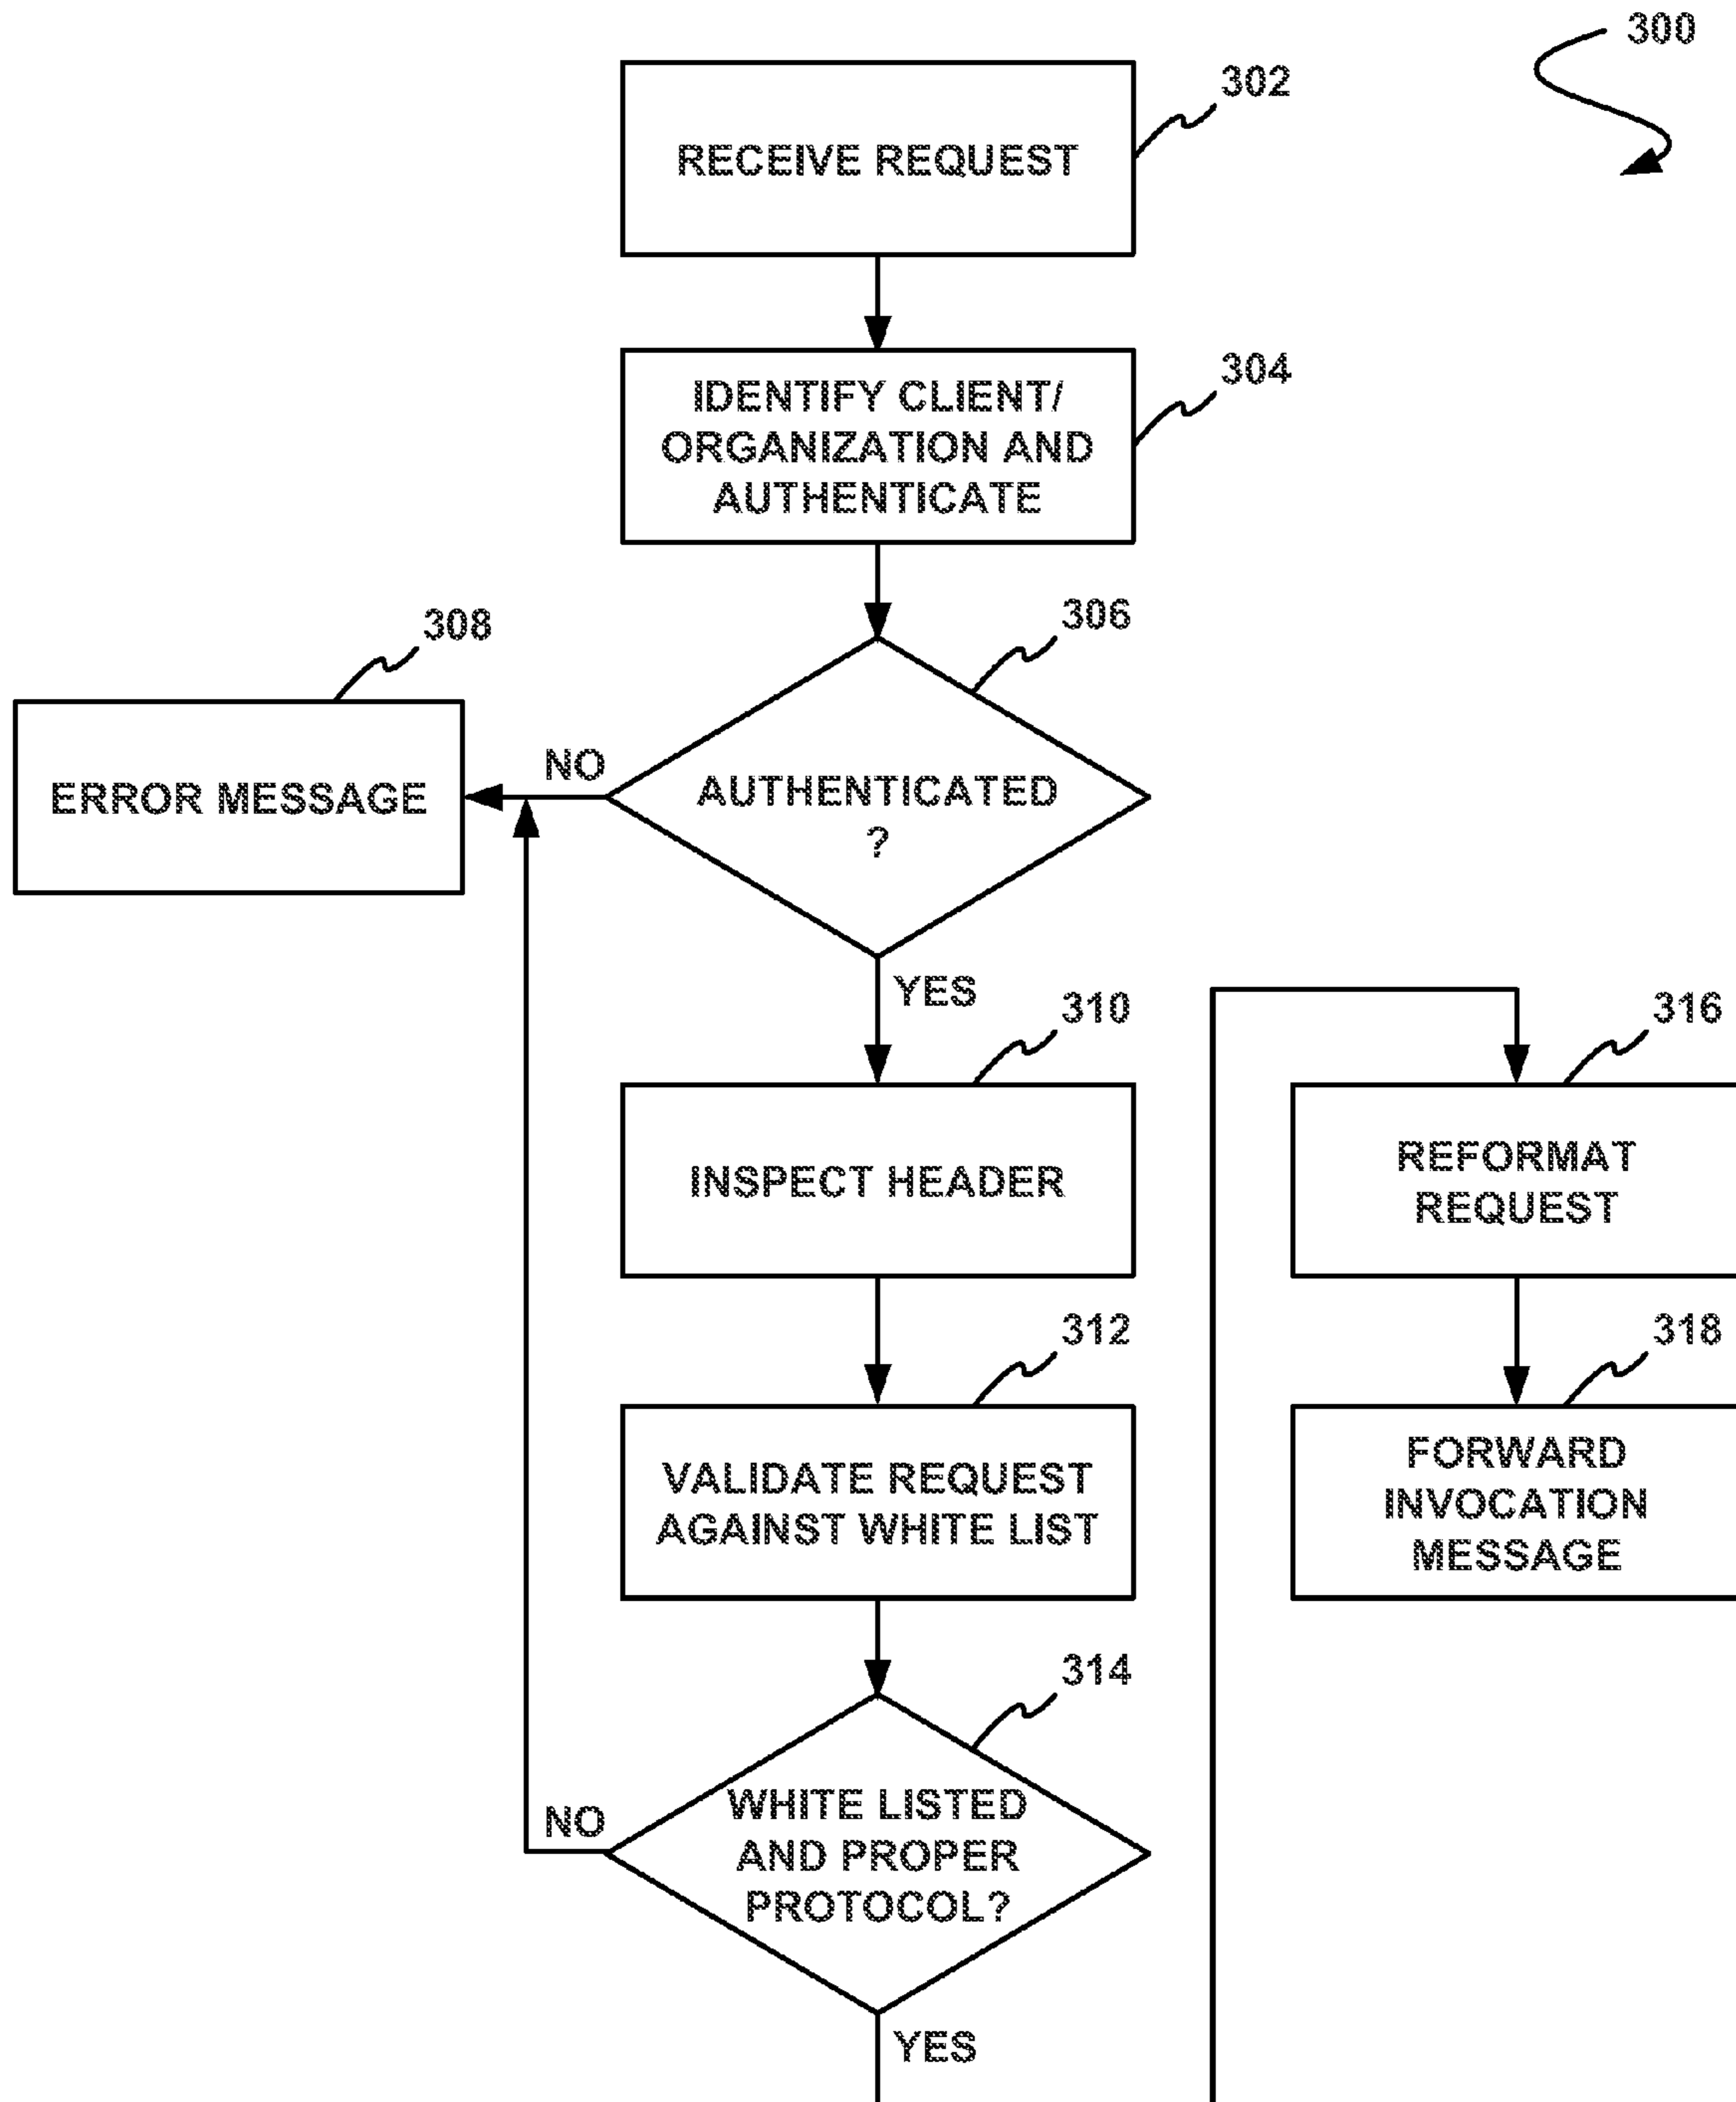 300
302
RECEIVE REQUEST
304
IDENTIFY CLIENT/
ORGANIZATION AND
AUTHENTICATE
306
308
NO
ERROR MESSAGE
AUTHENTICATED
?
YES
310
INSPECT HEADER
312
VALIDATE REQUEST
AGAINST WHITE LIST
314
NO
WHITE LISTED
AND PROPER
PROTOCOL?
YES
316
REFORMAT
REQUEST
318
FORWARD
INVOCATION
MESSAGE